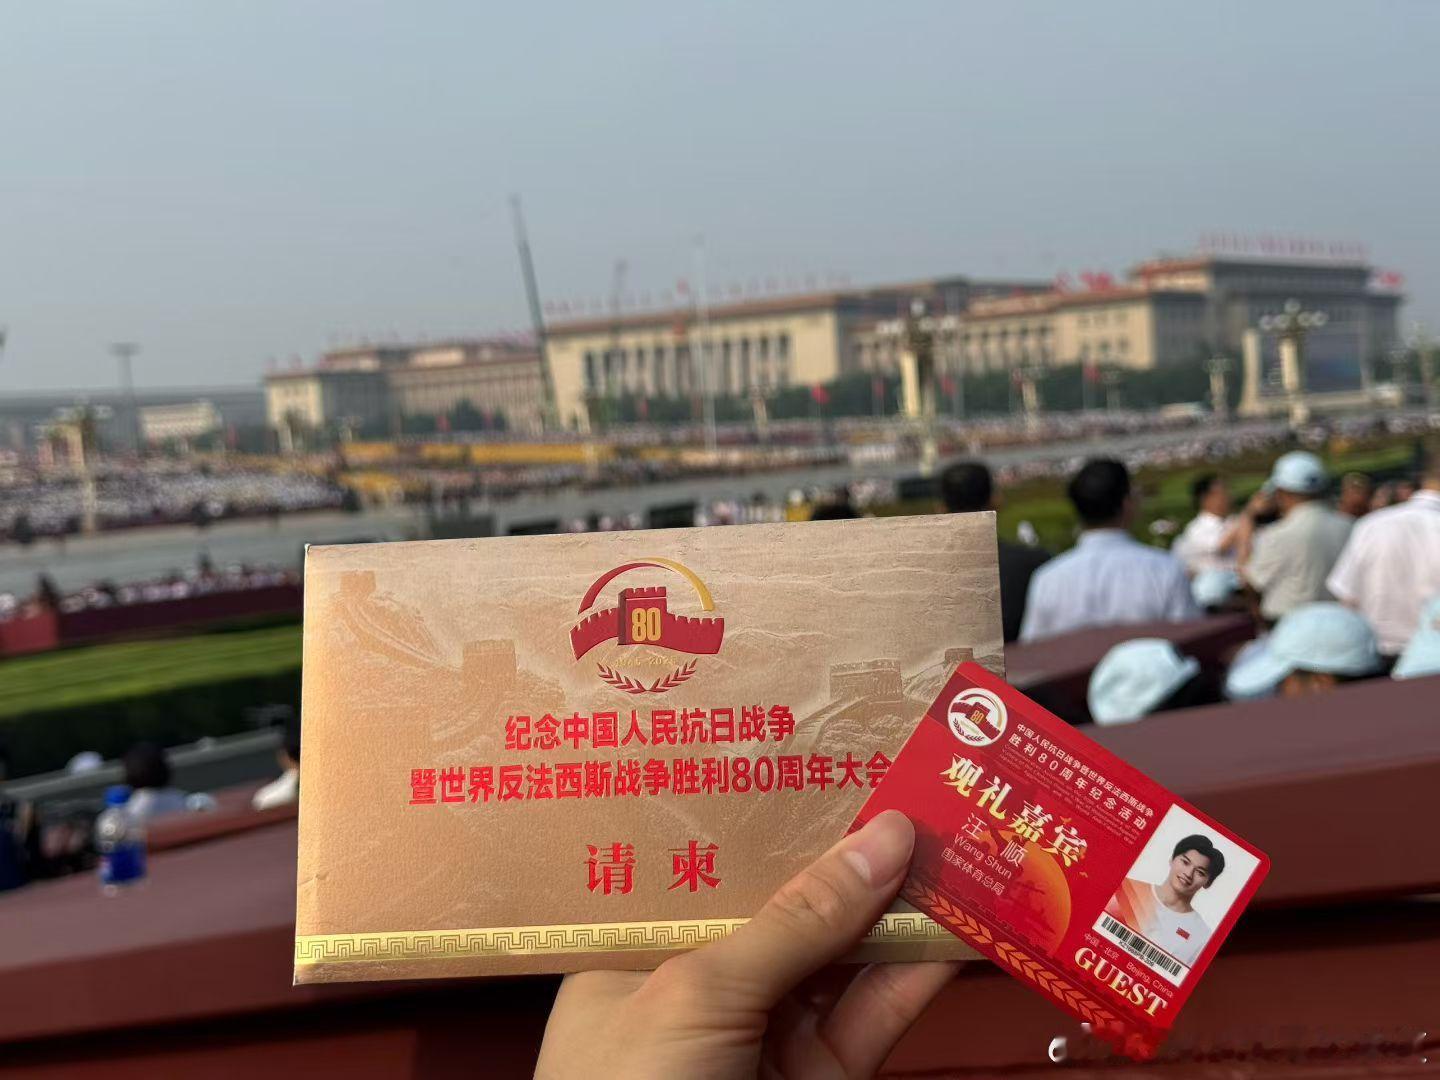 80
1945-2025
纪念中国人民抗日战争
暨世界反法西斯战争胜利80周年大会
请柬
80
中国人民抗日战争暨世界反法西斯战争
胜利80周年纪念活动
观礼嘉宾
汪顺
Wang Shun
国家体育总局
中国·北京 Beijing, China
GUEST